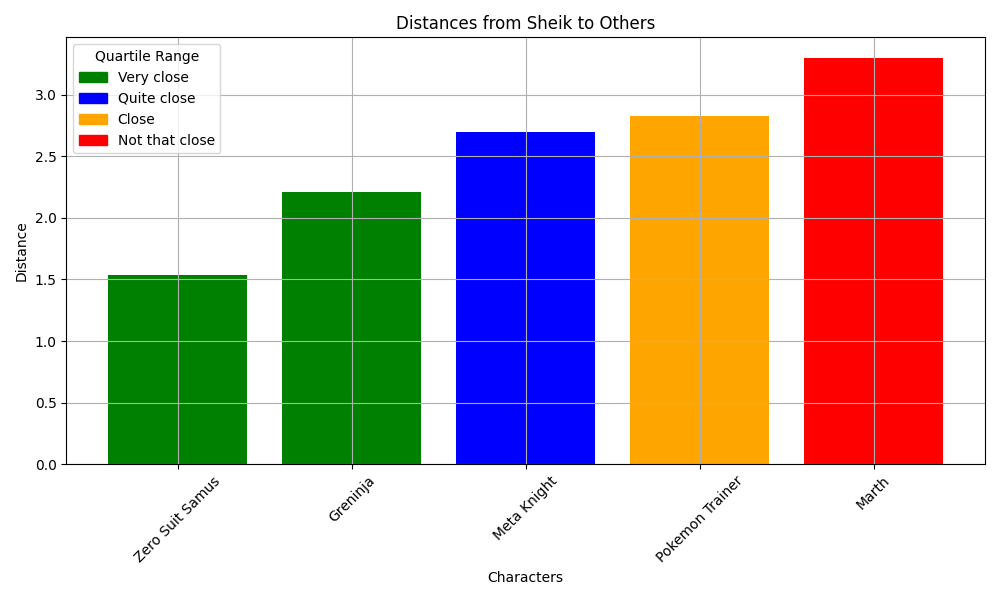 Distances from Sheik to Others
Quartile Range
Very close
Quite close
Close
Not that close
Distance
3.0
2.5
2.0
1.5
1.0
0.5
0.0
Zero Suit Samus
Greninja
Meta Knight
Pokemon Trainer
Marth
Characters